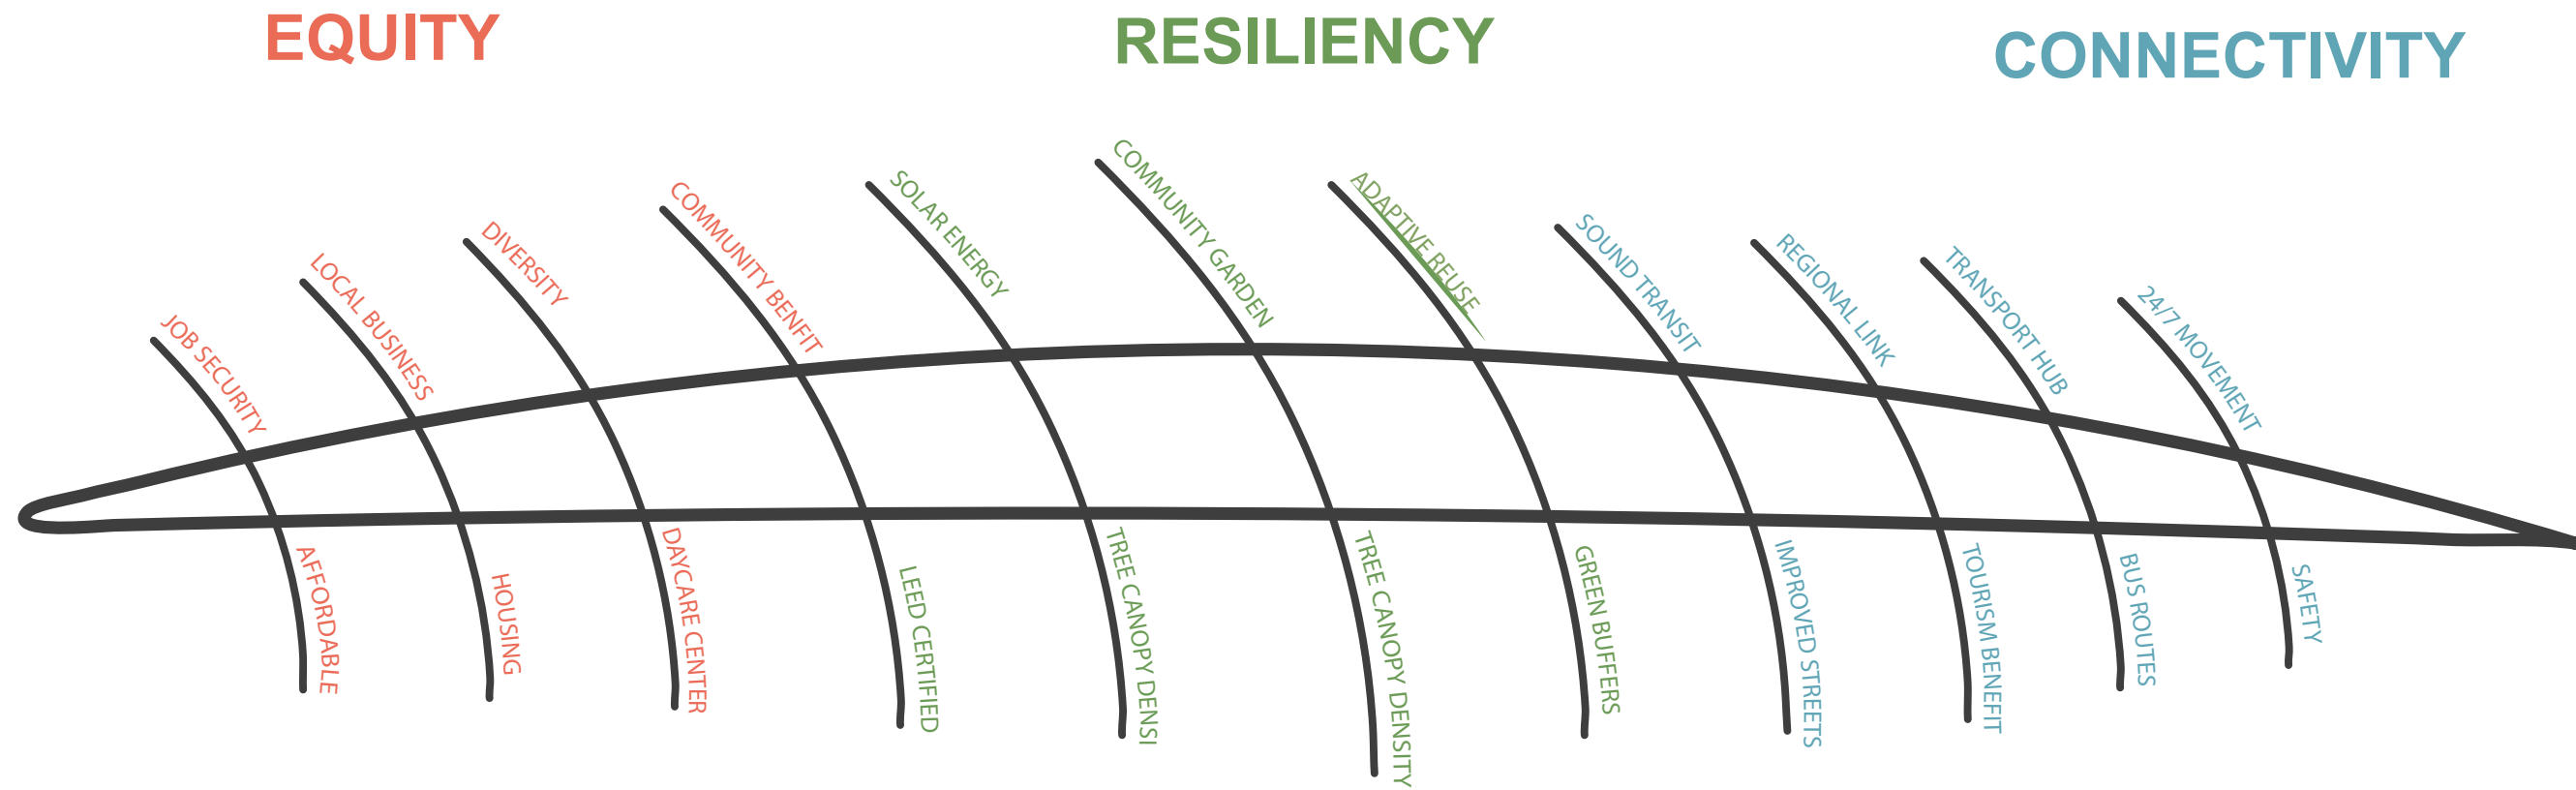 EQUITY
RESILIENCY
CONNECTIVITY
JOB SECURITY
LOCAL BUSINESS
DIVERSITY
COMMUNITY BENFIT
SOLAR ENERGY
COMMUNITY GARDEN
ADAPTIVE REUSE
SOUND TRANSIT
REGIONAL LINK
TRANSPORT HUB
24/7 MOVEMENT
AFFORDABLE
HOUSING
DAYCARE CENTER
LEED CERTIFIED
TREE CANOPY DENSI
TREE CANOPY DENSITY
GREEN BUFFERS
IMPROVED STREETS
TOURISM BENEFIT
BUS ROUTES
SAFETY